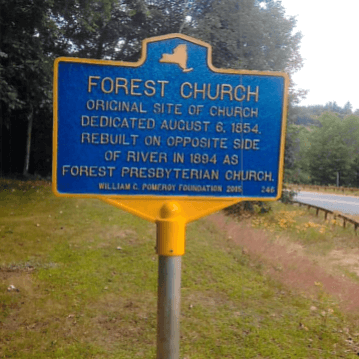 FOREST CHURCH
ORIGINAL SITE OF CHURCH
DEDICATED AUGUST 6, 1854.
REBUILT ON OPPOSITE SIDE
OF RIVER IN 1894 AS
FOREST PRESBYTERIAN CHURCH.
WILLIAM C. POMEROY FOUNDATION 2015 246